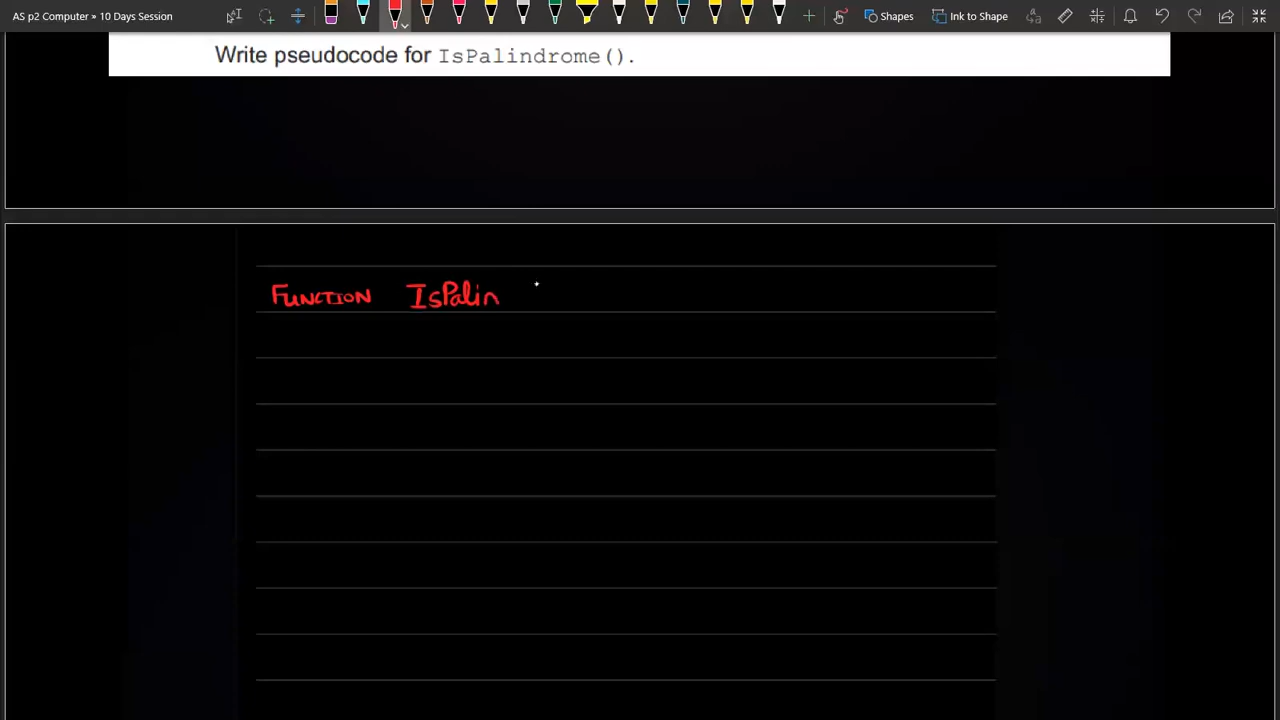 AS p2 Computer » 10 Days Session
Shapes
Ink to Shape
Write pseudocode for IsPalindrome().
FUNCTION IsPalin